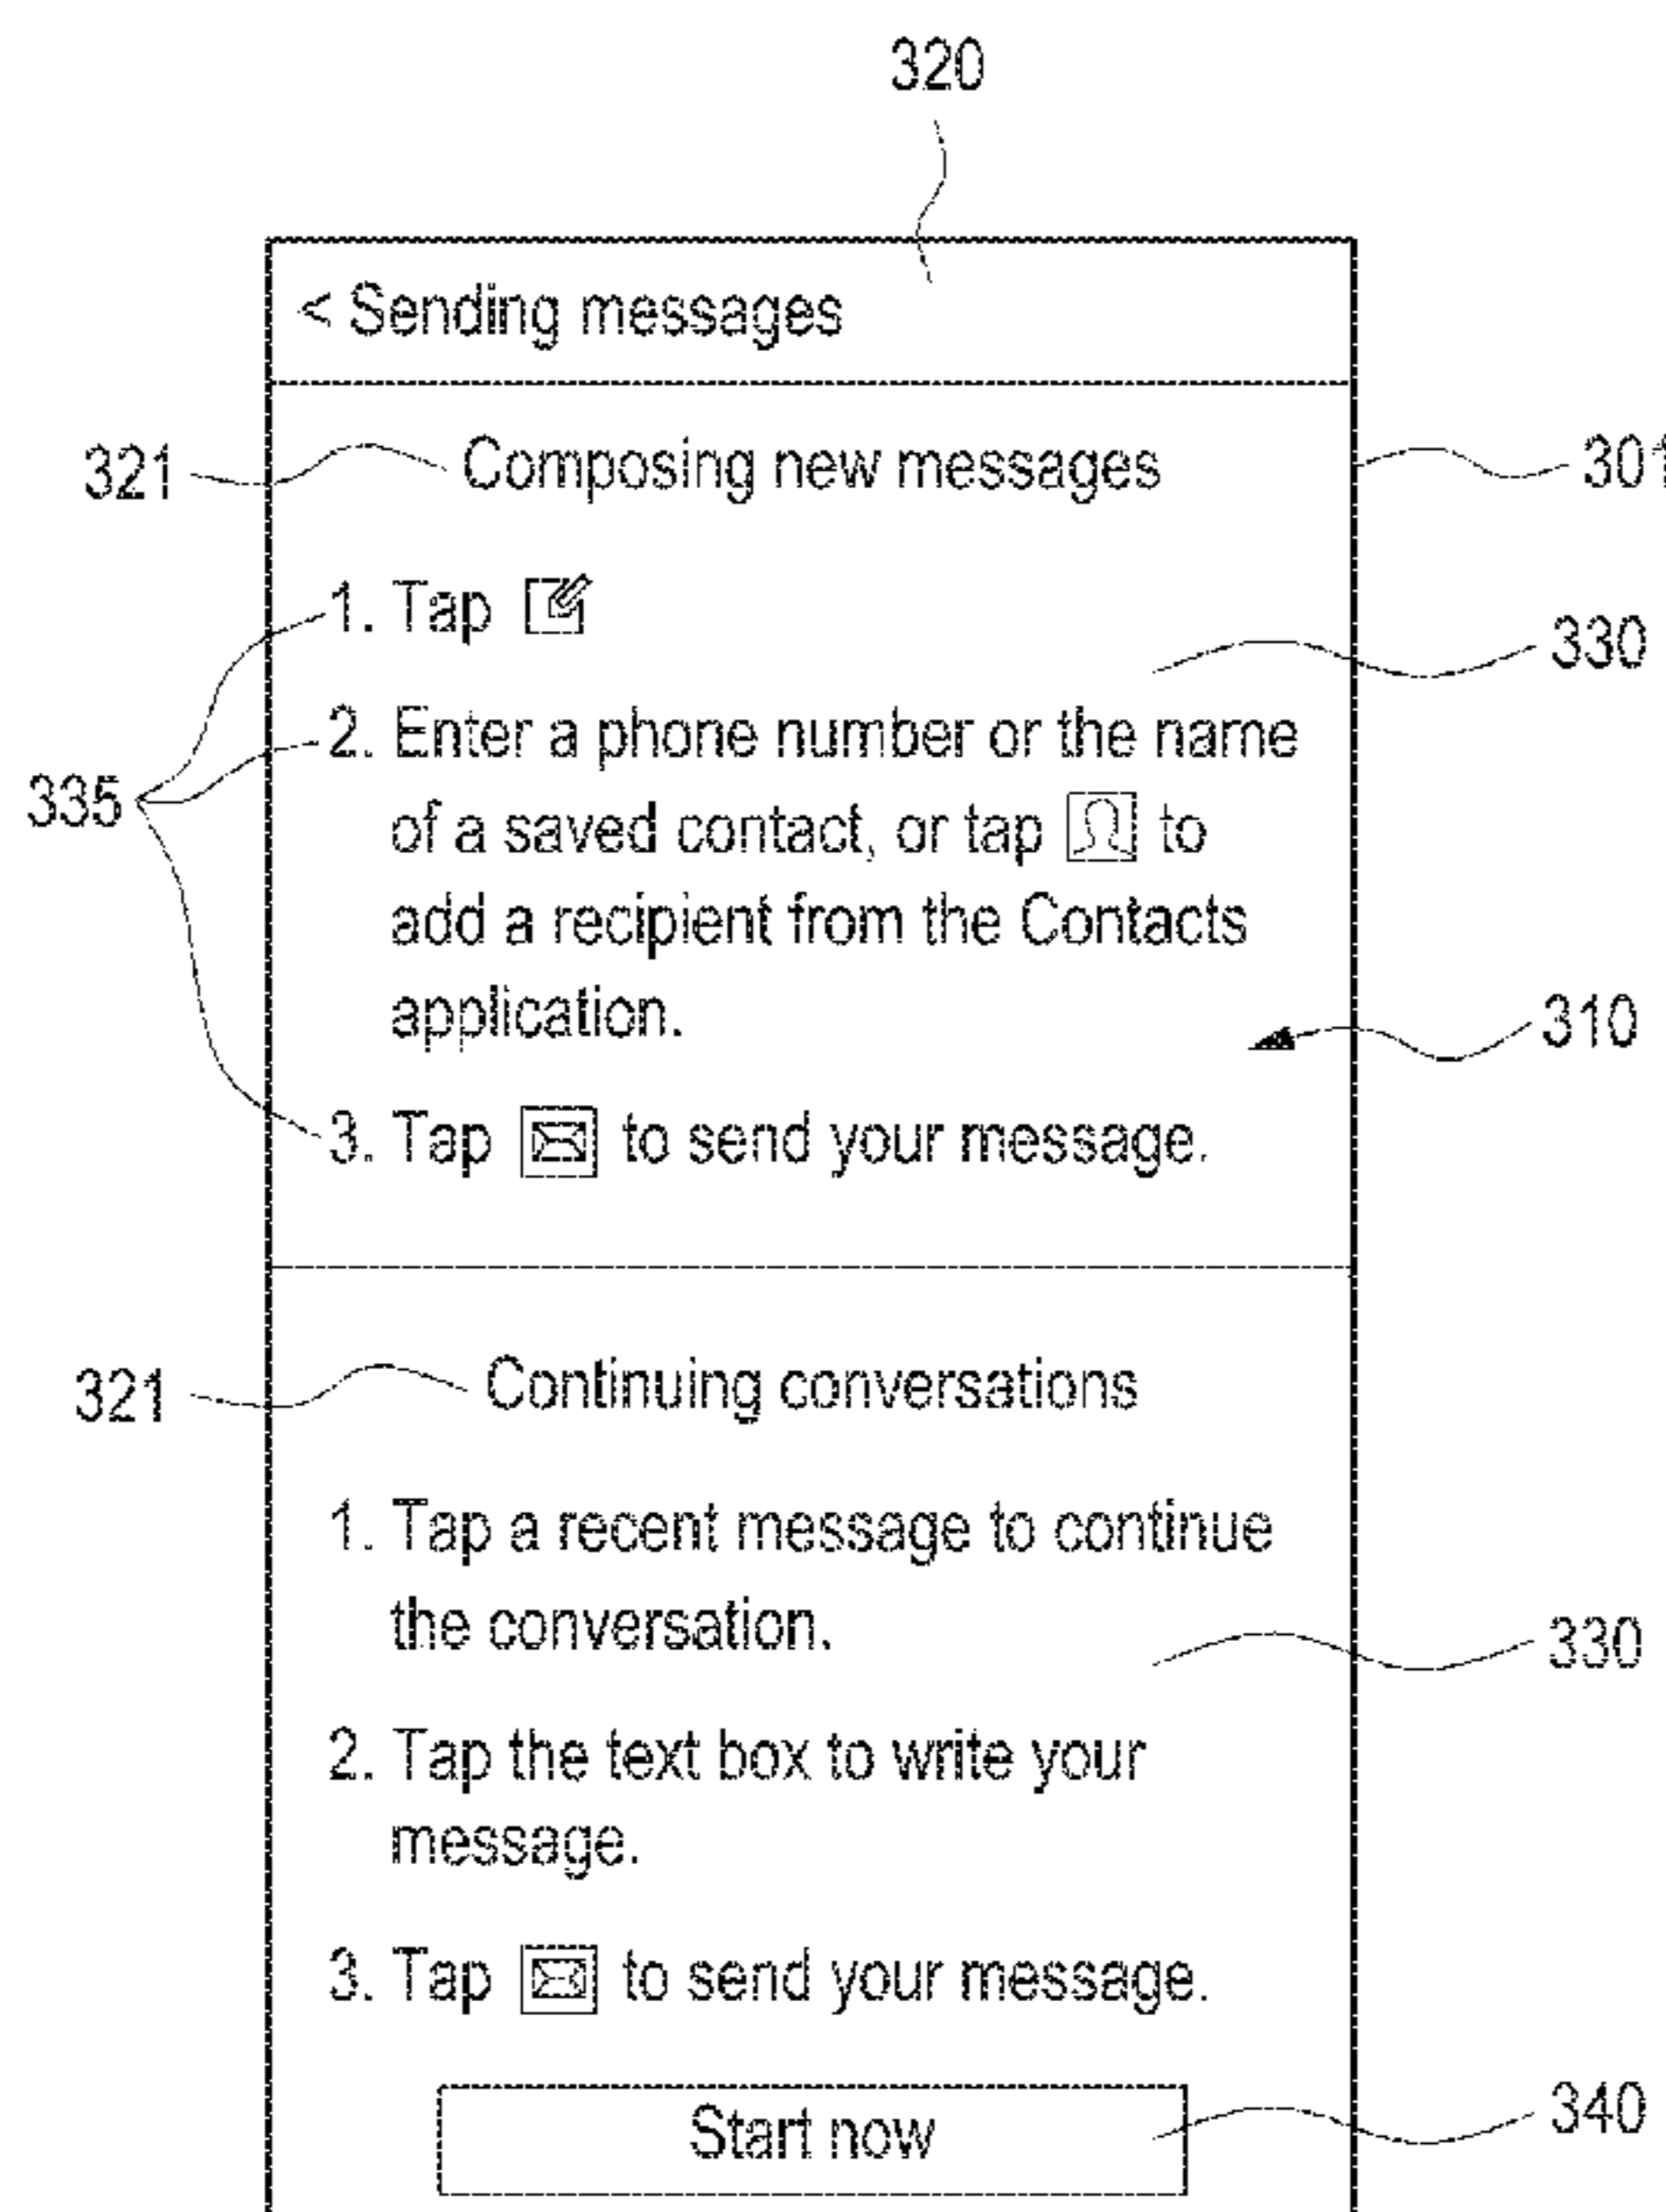 320
< Sending messages
321 Composing new messages 301
1. Tap
330
2. Enter a phone number or the name
335
of a saved contact, or tap to
add a recipient from the Contacts
application.
310
3. Tap to send your message.
321 Continuing conversations
1. Tap a recent message to continue
the conversation.
330
2. Tap the text box to write your
message.
3. Tap to send your message.
Start now 340